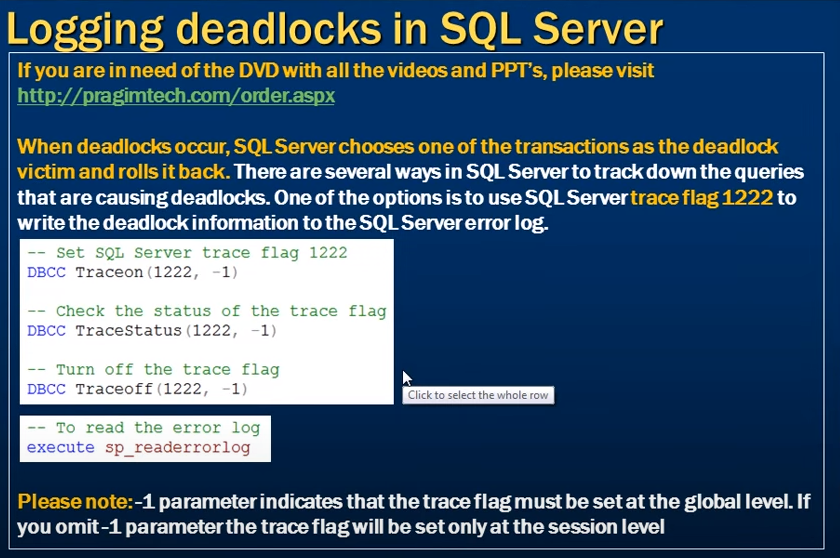 Logging deadlocks in SQL Server
If you are in need of the DVD with all the videos and PPT's, please visit
http://pragimtech.com/order.aspx
When deadlocks occur, SQL Server chooses one of the transactions as the deadlock
victim and rolls it back. There are several ways in SQL Server to track down the queries
that are causing deadlocks. One of the options is to use SQL Server trace flag 1222 to
write the deadlock information to the SQL Server error log.
-- Set SQL Server trace flag 1222
DBCC Traceon(1222, -1)
-- Check the status of the trace flag
DBCC TraceStatus(1222, -1)
-- Turn off the trace flag
DBCC Traceoff(1222, -1)
Click to select the whole row
-- To read the error log
execute sp_readerrorlog
Please note: -1 parameter indicates that the trace flag must be set at the global level. If
you omit -1 parameter the trace flag will be set only at the session level